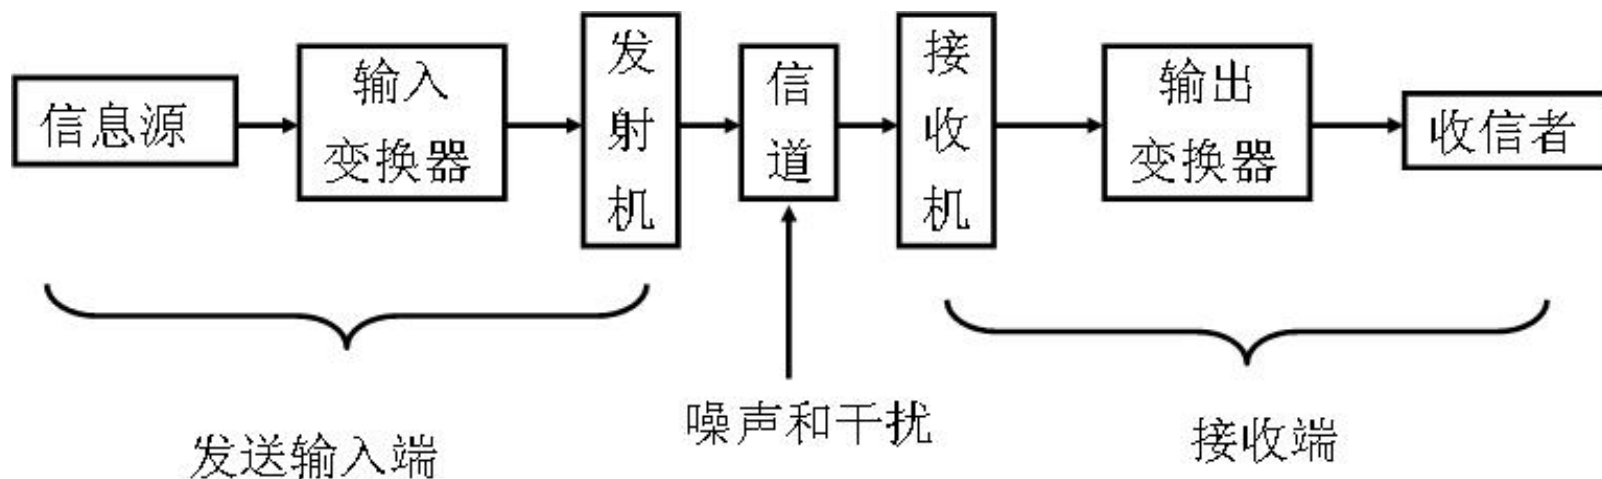 信息源
输入
变换器
发
射
机
信
道
接
收
机
输出
变换器
收信者
噪声和干扰
发送输入端
接收端